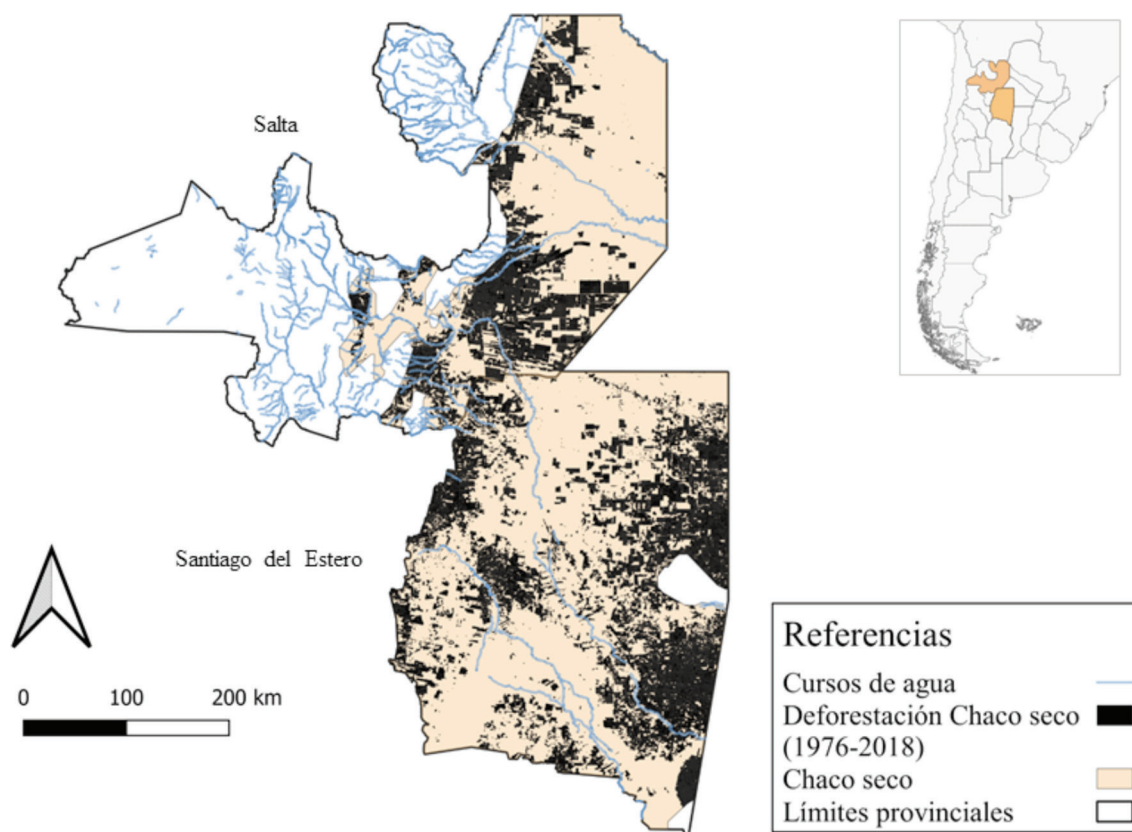 Salta
Santiago del Estero
0 100 200 km
Referencias
Cursos de agua
Deforestación Chaco seco
(1976-2018)
Chaco seco
Límites provinciales